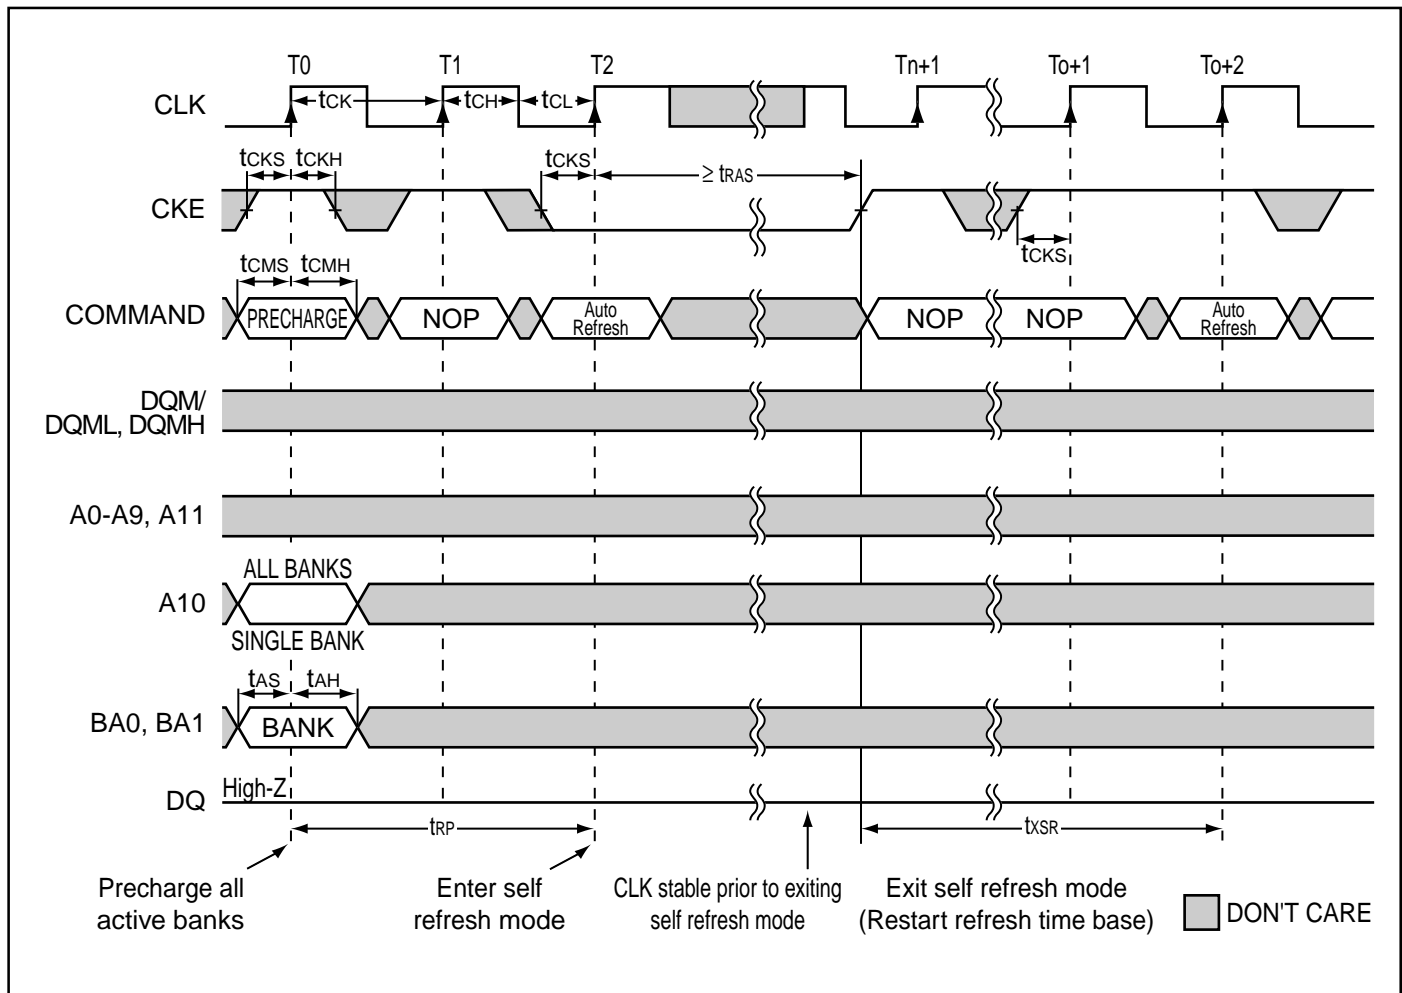 T0 T1 T2 Tn+1 To+1 To+2
CLK tCK tCH tCL
tCKS tCKH tCKS ≥ tRAS
CKE
tCKS
tCMS tCMH
COMMAND PRECHARGE NOP Auto Refresh NOP NOP Auto Refresh
DQM/
DQML, DQMH
A0-A9, A11
ALL BANKS
A10
SINGLE BANK
tAS tAH
BA0, BA1 BANK
DQ High-Z
tRP tXSR
Precharge all
active banks
Enter self
refresh mode
CLK stable prior to exiting
self refresh mode
Exit self refresh mode
(Restart refresh time base)
DON'T CARE